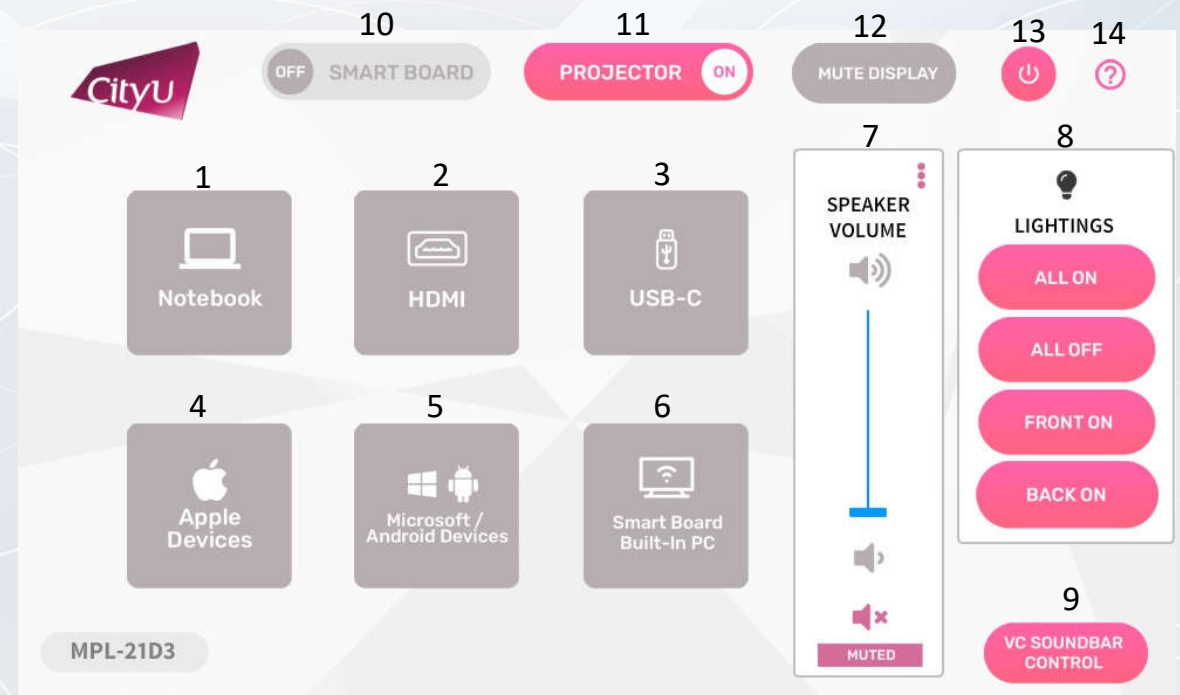 10
11
12
13
14
CityU
OFF SMART BOARD
PROJECTOR ON
MUTE DISPLAY
1
2
3
7
8
Notebook
HDMI
USB-C
SPEAKER
VOLUME
LIGHTINGS
ALL ON
ALL OFF
FRONT ON
BACK ON
4
5
6
Apple
Devices
Microsoft /
Android Devices
Smart Board
Built-In PC
MUTED
9
VC SOUNDBAR
CONTROL
MPL-21D3